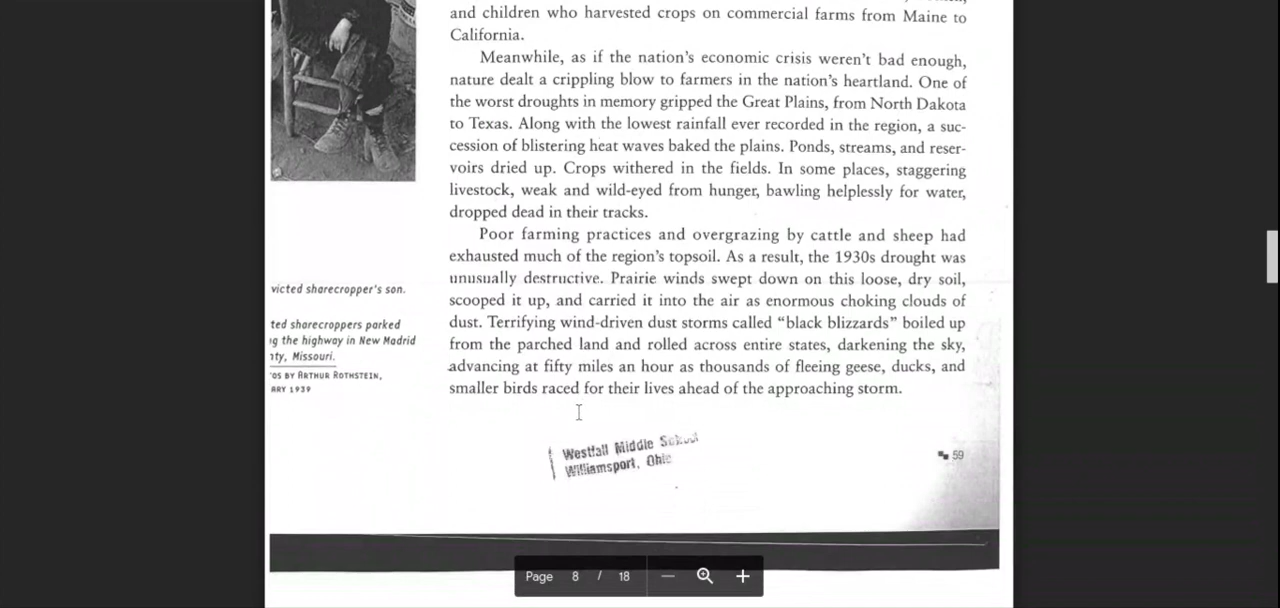 and children who harvested crops on commercial farms from Maine to
California.
Meanwhile, as if the nation's economic crisis weren't bad enough,
nature dealt a crippling blow to farmers in the nation's heartland. One of
the worst droughts in memory gripped the Great Plains, from North Dakota
to Texas. Along with the lowest rainfall ever recorded in the region, a suc-
cession of blistering heat waves baked the plains. Ponds, streams, and reser-
voirs dried up. Crops withered in the fields. In some places, staggering
livestock, weak and wild-eyed from hunger, bawling helplessly for water,
dropped dead in their tracks.
Poor farming practices and overgrazing by cattle and sheep had
exhausted much of the region's topsoil. As a result, the 1930s drought was
unusually destructive. Prairie winds swept down on this loose, dry soil,
scooped it up, and carried it into the air as enormous choking clouds of
dust. Terrifying wind-driven dust storms called "black blizzards" boiled up
from the parched land and rolled across entire states, darkening the sky,
advancing at fifty miles an hour as thousands of fleeing geese, ducks, and
smaller birds raced for their lives ahead of the approaching storm.
victed sharecropper's son.
ted sharecroppers parked
g the highway in New Madrid
nty, Missouri.
OS BY ARTHUR ROTHSTEIN,
ARY 1939
Westfall Middle School
Williamsport, Ohio
59
Page 8 / 18